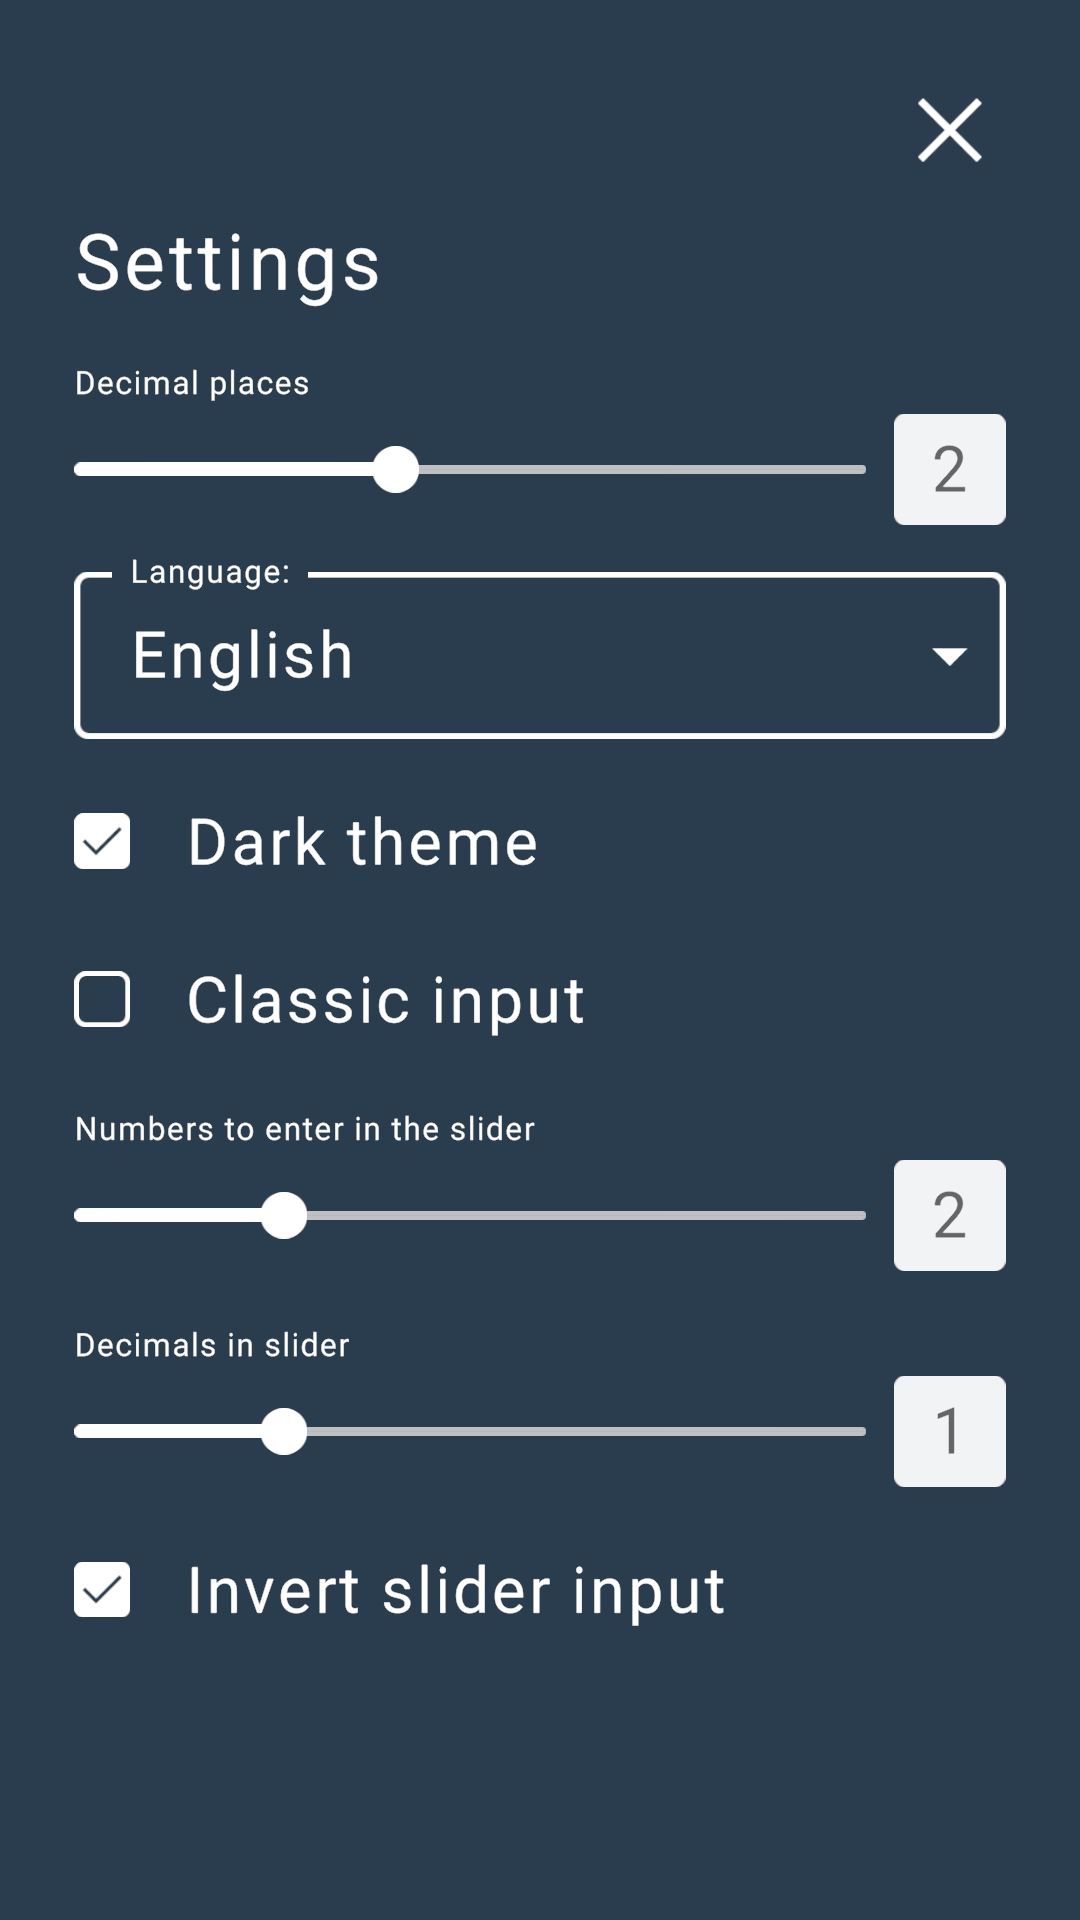 Settings
Decimal places
2
Language:
English
Dark theme
Classic input
Numbers to enter in the slider
2
Decimals in slider
1
Invert slider input